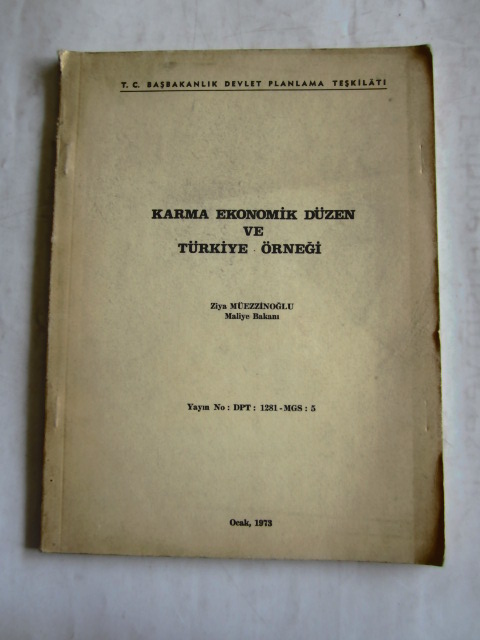 T. C. BAŞBAKANLIK DEVLET PLANLAMA TEŞKİLÂTI
KARMA EKONOMİK DÜZEN
VE
TÜRKİYE ÖRNEĞİ
Ziya MÜEZZİNOĞLU
Maliye Bakanı
Yayın No : DPT : 1281 - MGS : 5
Ocak, 1973